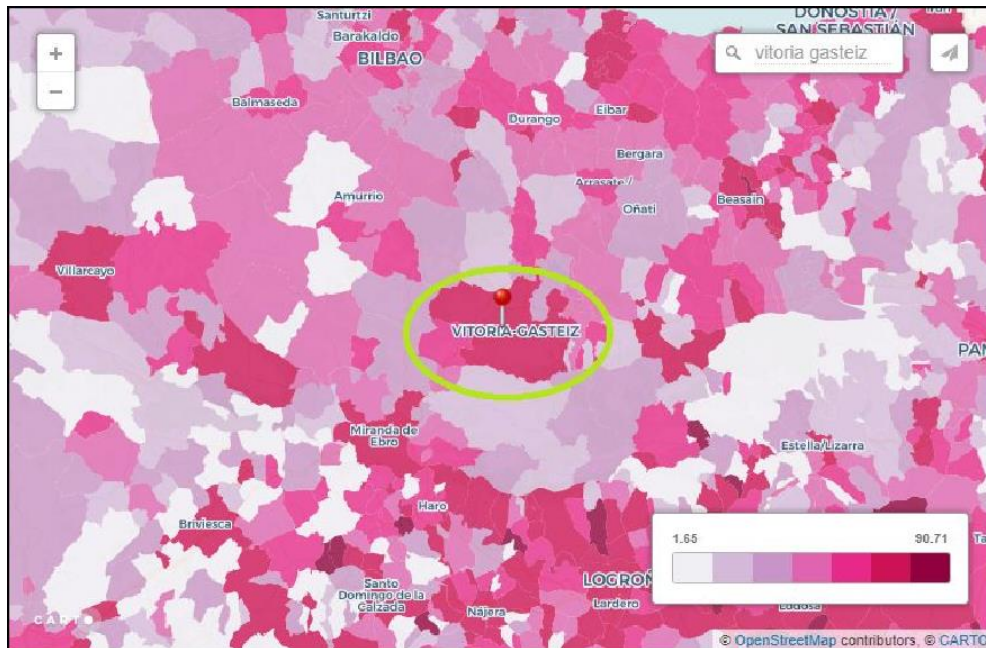 Santurtzi
Barakaldo
BILBAO
DONOSTIA /
SAN SEBASTIÁN
+
−
vitoria gasteiz
Balmaseda
Durango
Eibar
Bergara
Arrasate /
Oñati
Beasain
Amurrio
Villarcayo
VITORIA-GASTEIZ
PAM
Miranda de
Ebro
Estella/Lizarra
Haro
Briviesca
1.65 90.71
Ta
LOGROÑ
Santo
Domingo de la
Calzada
Nájera
Lardero
Lodosa
CARTO
© OpenStreetMap contributors, © CARTO